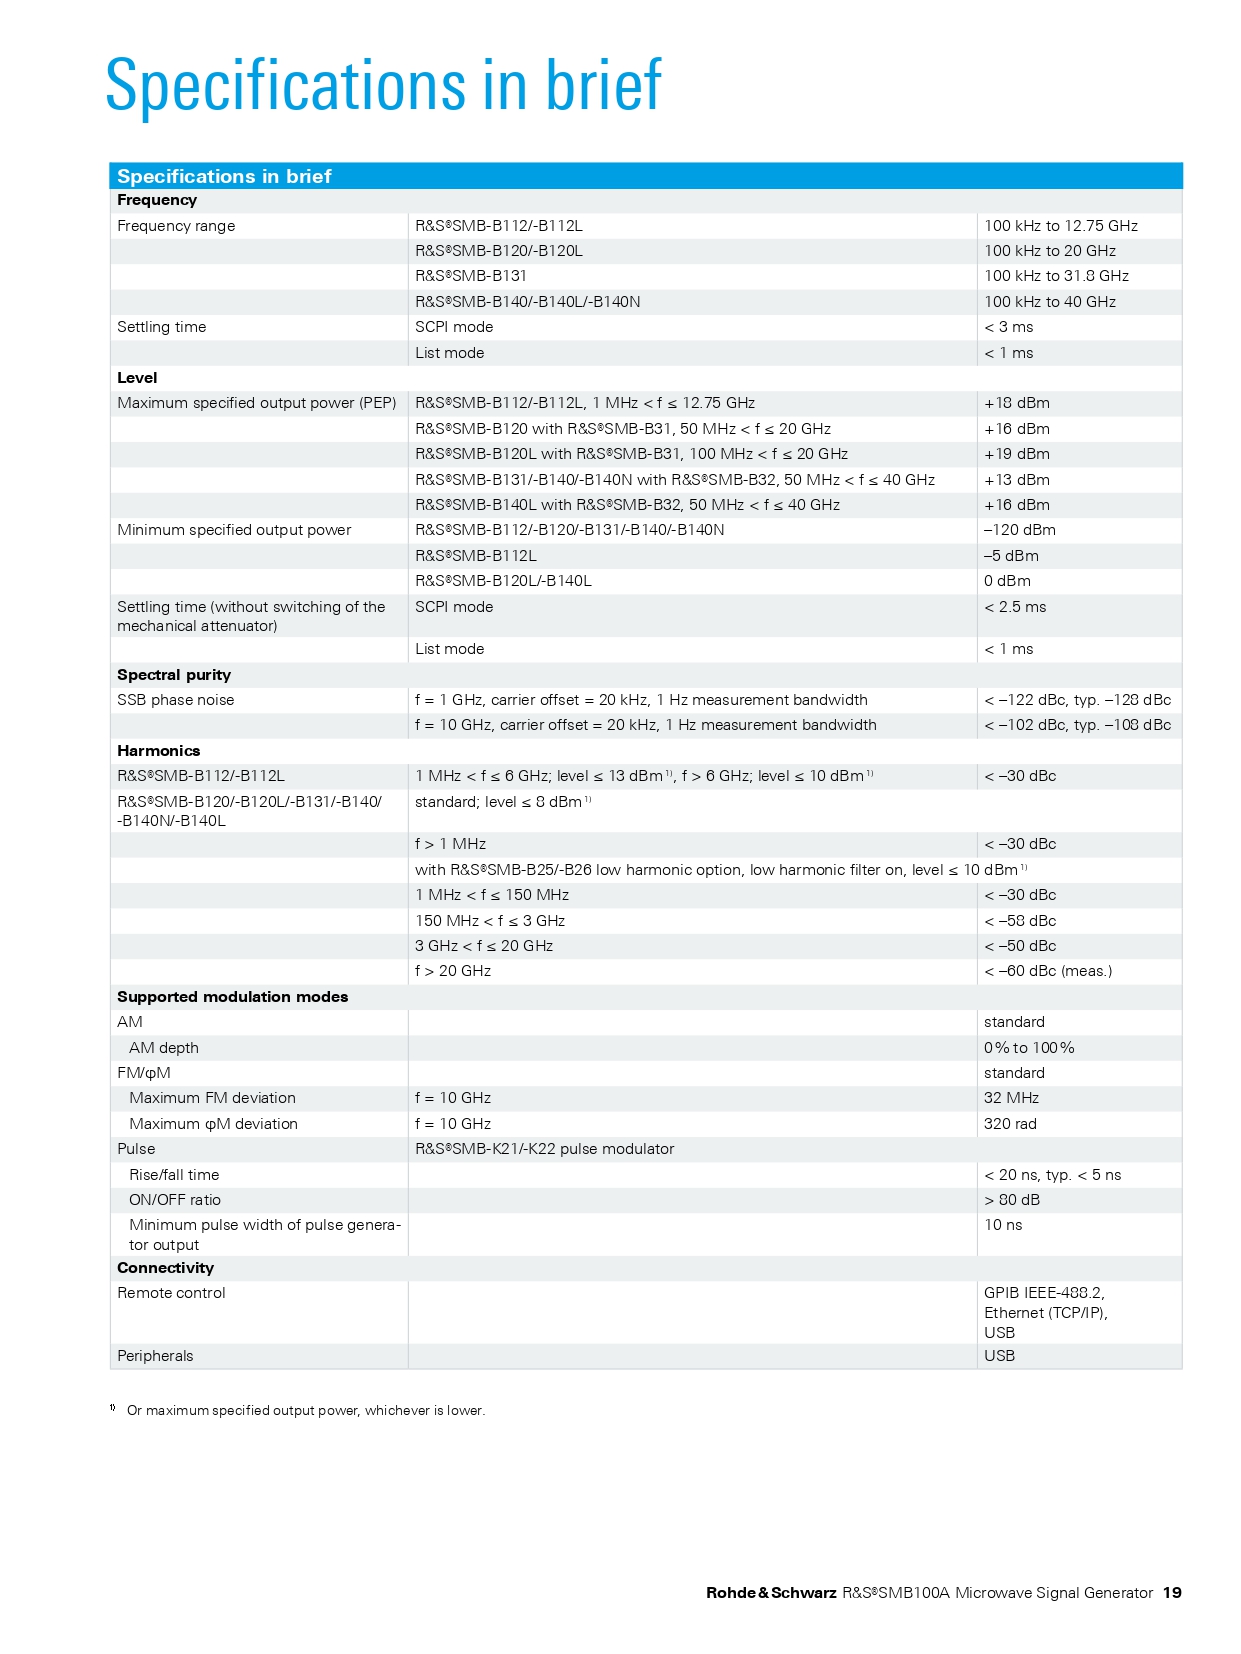 Specifications in brief
Specifications in brief
Frequency
Frequency range R&S®SMB-B112/-B112L 100 kHz to 12.75 GHz
R&S®SMB-B120/-B120L 100 kHz to 20 GHz
R&S®SMB-B131 100 kHz to 31.8 GHz
R&S®SMB-B140/-B140L/-B140N 100 kHz to 40 GHz
Settling time SCPI mode < 3 ms
List mode < 1 ms
Level
Maximum specified output power (PEP) R&S®SMB-B112/-B112L, 1 MHz < f ≤ 12.75 GHz +18 dBm
R&S®SMB-B120 with R&S®SMB-B31, 50 MHz < f ≤ 20 GHz +16 dBm
R&S®SMB-B120L with R&S®SMB-B31, 100 MHz < f ≤ 20 GHz +19 dBm
R&S®SMB-B131/-B140/-B140N with R&S®SMB-B32, 50 MHz < f ≤ 40 GHz +13 dBm
R&S®SMB-B140L with R&S®SMB-B32, 50 MHz < f ≤ 40 GHz +16 dBm
Minimum specified output power R&S®SMB-B112/-B120/-B131/-B140/-B140N –120 dBm
R&S®SMB-B112L –5 dBm
R&S®SMB-B120L/-B140L 0 dBm
Settling time (without switching of the SCPI mode < 2.5 ms
mechanical attenuator)
List mode < 1 ms
Spectral purity
SSB phase noise f = 1 GHz, carrier offset = 20 kHz, 1 Hz measurement bandwidth < –122 dBc, typ. –128 dBc
f = 10 GHz, carrier offset = 20 kHz, 1 Hz measurement bandwidth < –102 dBc, typ. –108 dBc
Harmonics
R&S®SMB-B112/-B112L 1 MHz < f ≤ 6 GHz; level ≤ 13 dBm 1), f > 6 GHz; level ≤ 10 dBm 1) < –30 dBc
R&S®SMB-B120/-B120L/-B131/-B140/ standard; level ≤ 8 dBm 1)
-B140N/-B140L
f > 1 MHz < –30 dBc
with R&S®SMB-B25/-B26 low harmonic option, low harmonic filter on, level ≤ 10 dBm 1)
1 MHz < f ≤ 150 MHz < –30 dBc
150 MHz < f ≤ 3 GHz < –58 dBc
3 GHz < f ≤ 20 GHz < –50 dBc
f > 20 GHz < –60 dBc (meas.)
Supported modulation modes
AM standard
AM depth 0 % to 100 %
FM/φM standard
Maximum FM deviation f = 10 GHz 32 MHz
Maximum φM deviation f = 10 GHz 320 rad
Pulse R&S®SMB-K21/-K22 pulse modulator
Rise/fall time < 20 ns, typ. < 5 ns
ON/OFF ratio > 80 dB
Minimum pulse width of pulse genera- 10 ns
tor output
Connectivity
Remote control GPIB IEEE-488.2,
Ethernet (TCP/IP),
USB
Peripherals USB
1) Or maximum specified output power, whichever is lower.
Rohde & Schwarz R&S®SMB100A Microwave Signal Generator 19